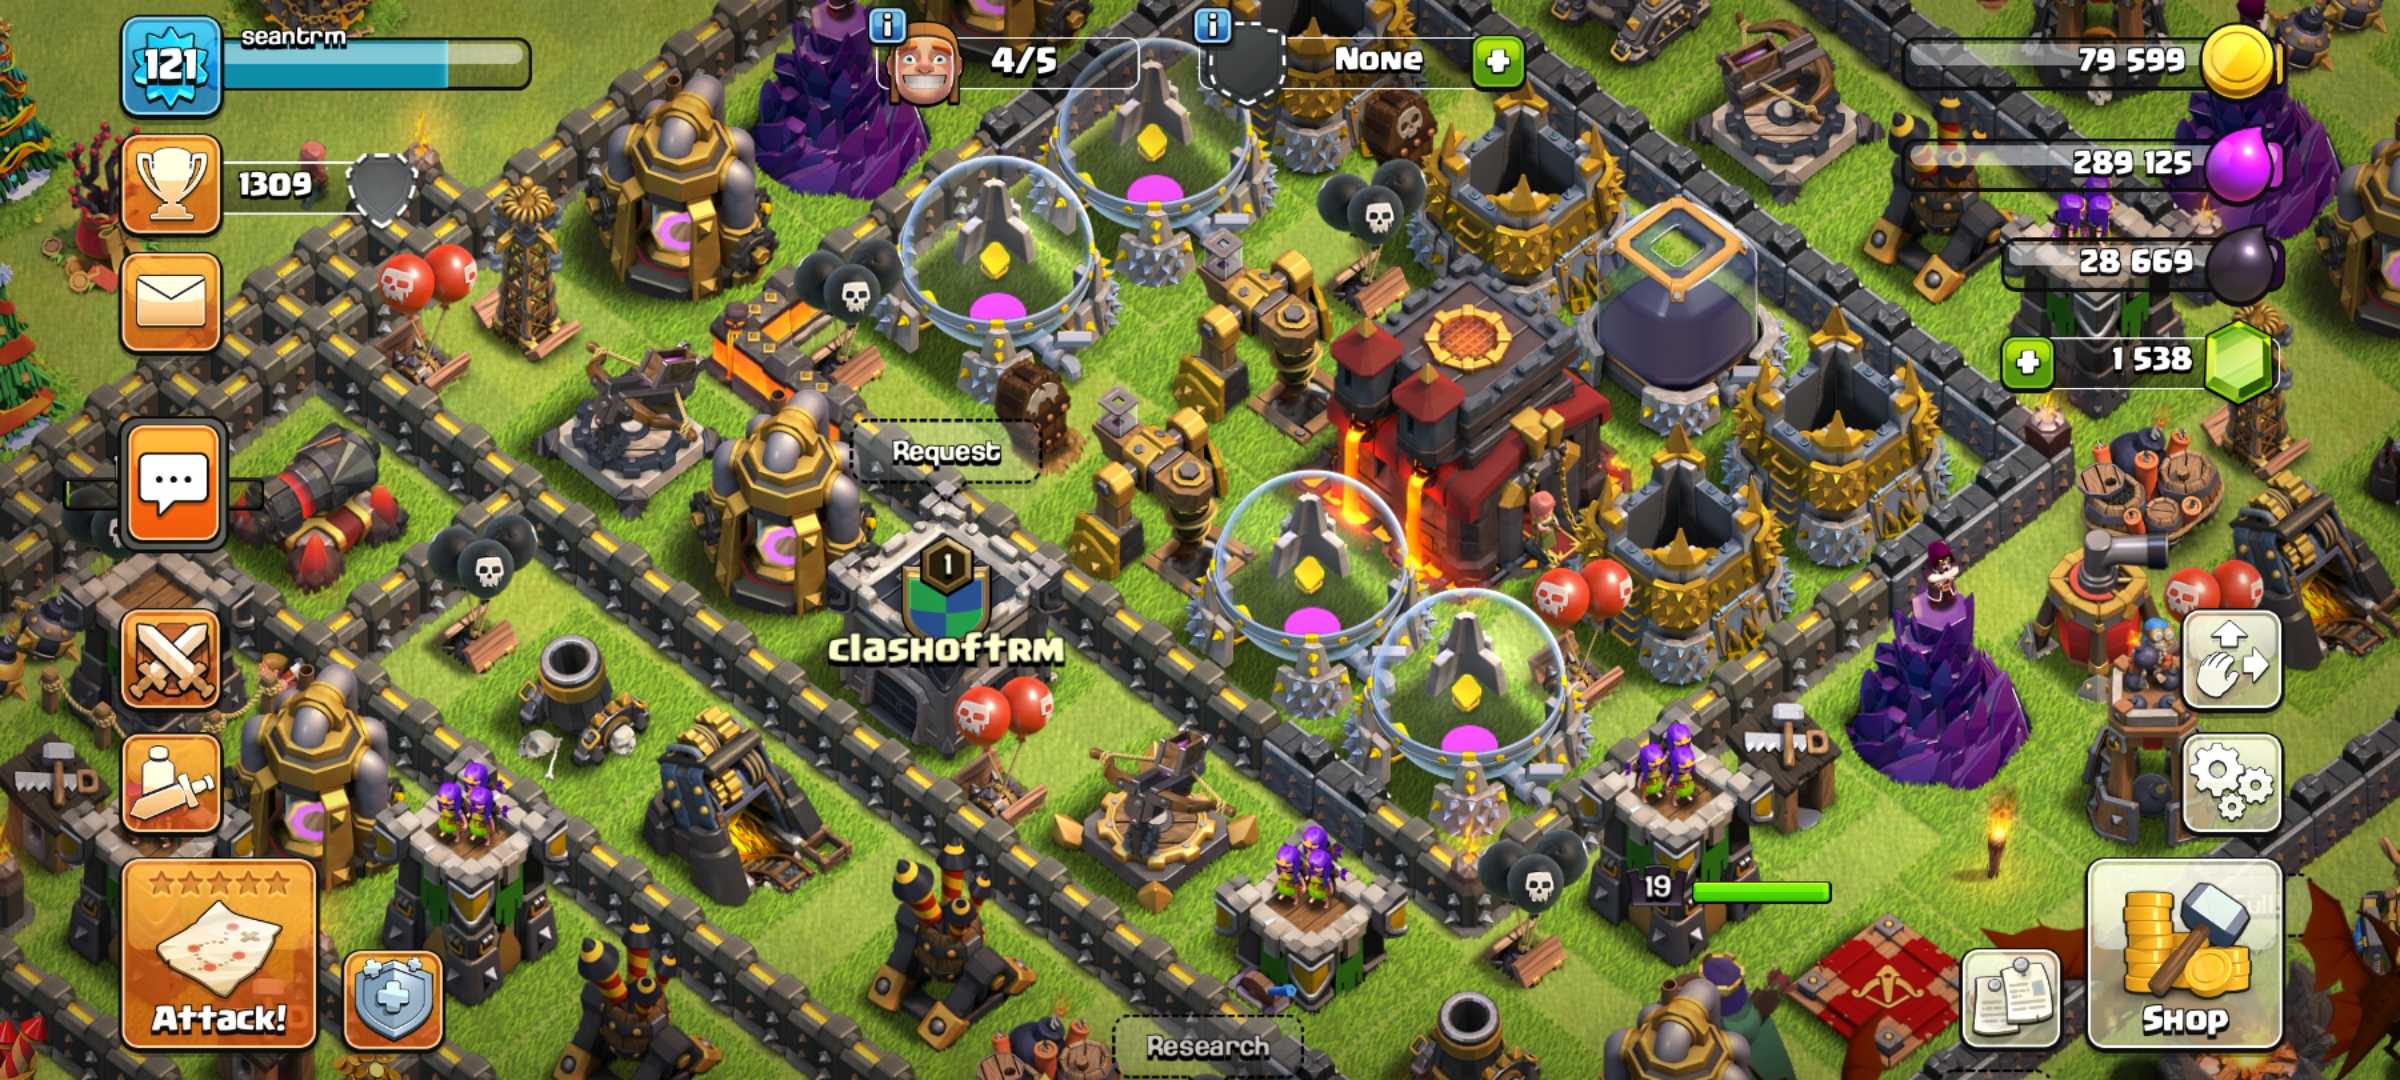 121
seantrm
4/5
None
79 599
1309
289 125
28 669
1 538
Request
1
clashoftrm
19
Attack!
Research
Shop